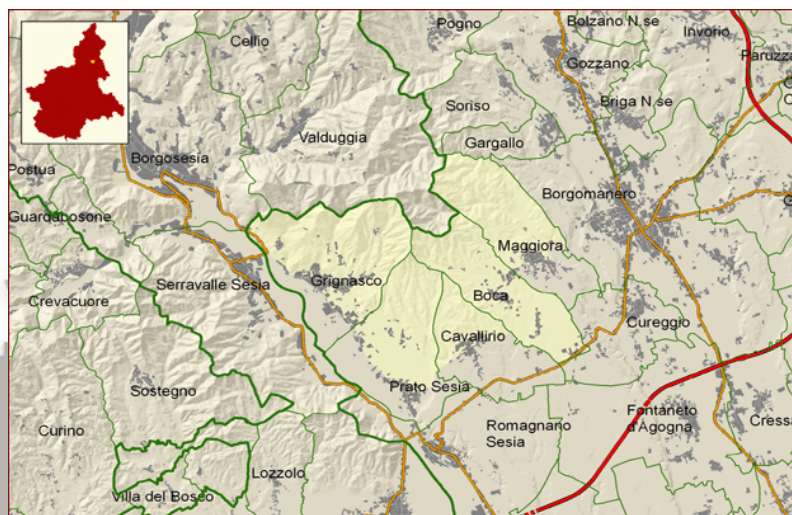 Pogno
Bolzano N.se
Invorio
Cellio
Gozzano
Paruzza
Soriso
Briga N.se
Valduggia
Gargallo
Borgosesia
Postua
Borgomanero
Guardabosone
Maggiora
Serravalle Sesia
Grignasco
Crevacuore
Boca
Cureggio
Cavallirio
Prato Sesia
Sostegno
Fontaneto
d'Agogna
Cressa
Romagnano
Sesia
Curino
Lozzolo
Villa del Bosco